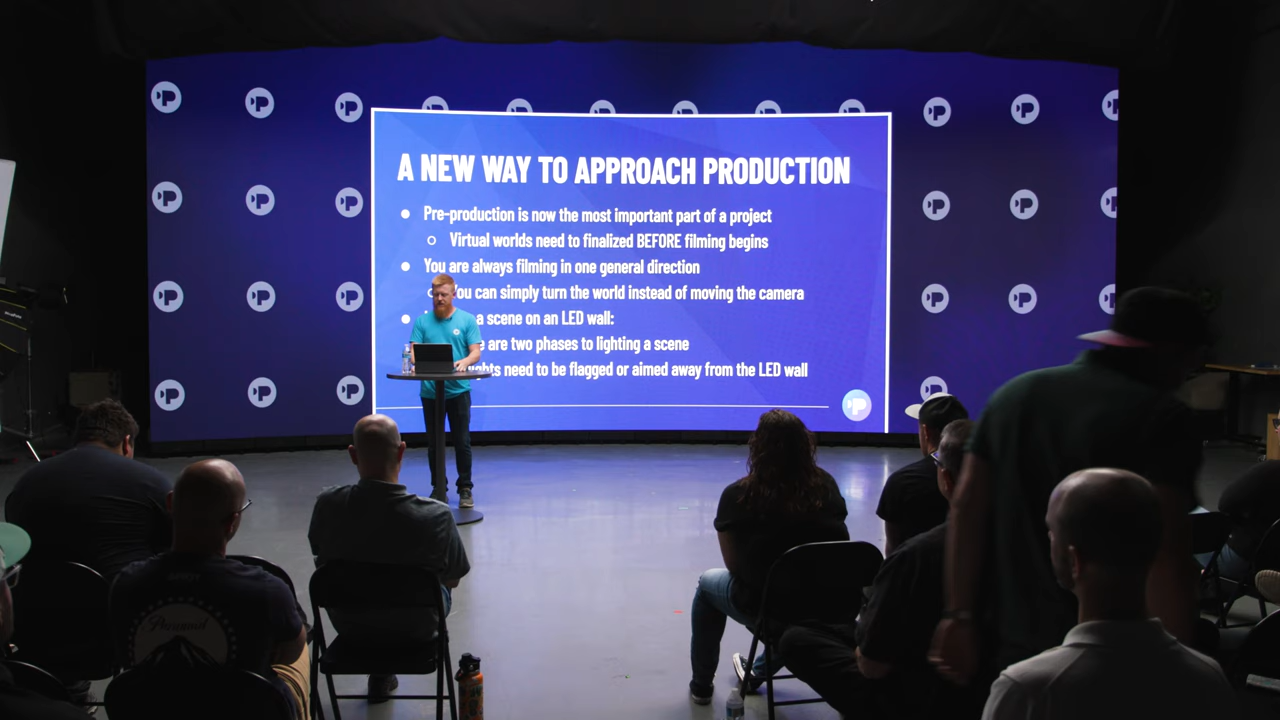 A NEW WAY TO APPROACH PRODUCTION
Pre-production is now the most important part of a project
Virtual worlds need to finalized BEFORE filming begins
You are always filming in one general direction
you can simply turn the world instead of moving the camera
a scene on an LED wall:
are two phases to lighting a scene
need to be flagged or aimed away from the LED wall
Paramount